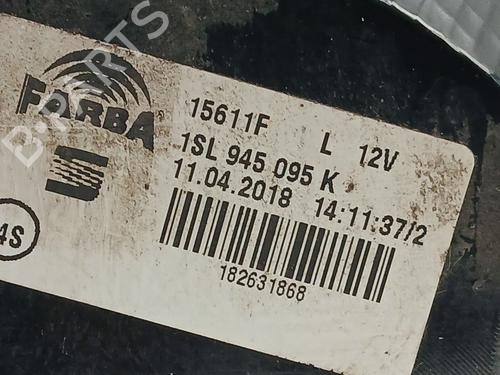 FARBA
15611F L 12V
1SL 945 095 K
11.04.2018 14:11:37/2
182631868
4S
B-PARTS